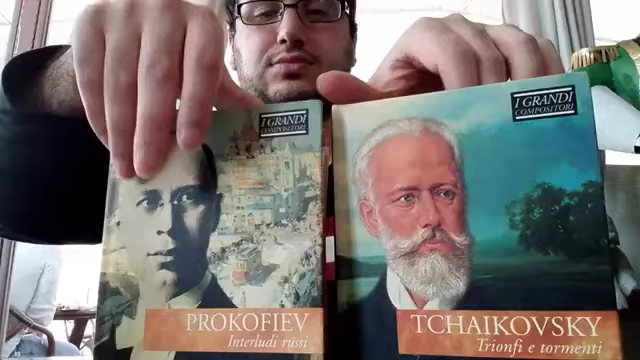 I GRANDI
COMPOSITORI
PROKOFIEV
Interludi russi
I GRANDI
COMPOSITORI
TCHAIKOVSKY
Trionfi e tormenti